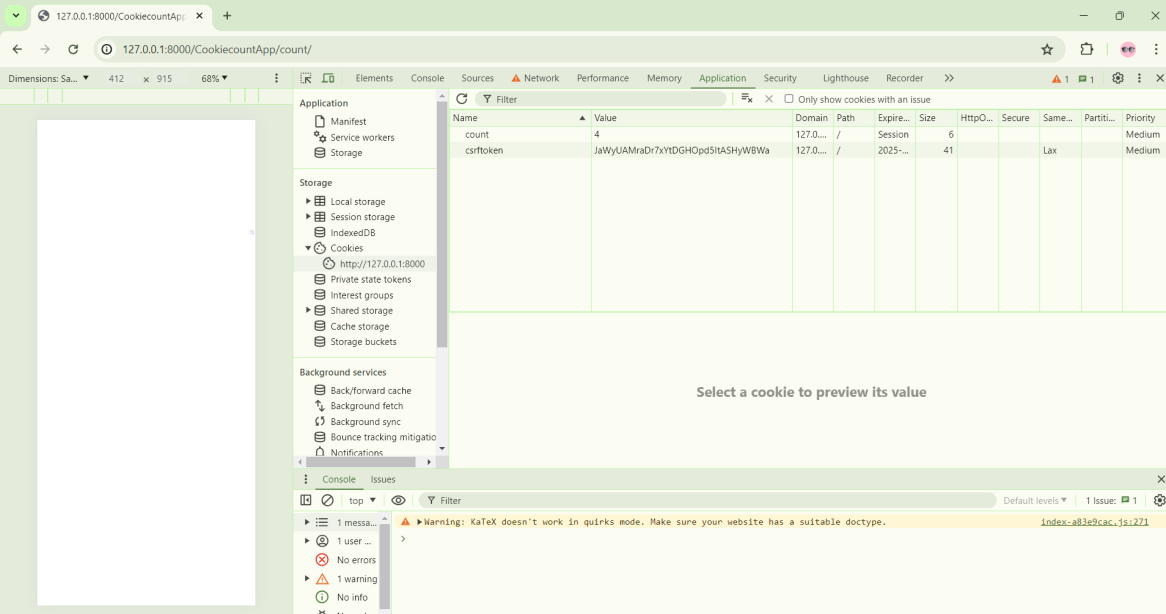 127.0.0.1:8000/CookiecountApp
127.0.0.1:8000/CookiecountApp/count/
Dimensions: Sa... 412 × 915 68%
Elements Console Sources Network Performance Memory Application Security Lighthouse Recorder 1 1
Application
Manifest
Service workers
Storage
Storage
Local storage
Session storage
IndexedDB
Cookies
http://127.0.0.1:8000
Private state tokens
Interest groups
Shared storage
Cache storage
Storage buckets
Background services
Back/forward cache
Background fetch
Background sync
Bounce tracking mitigatio
Notifications
Filter Only show cookies with an issue
Name Value Domain Path Expire... Size HttpO... Secure Same... Partiti... Priority
count 4 127.0.... / Session 6 Medium
csrftoken JaWyUAMraDr7xYtDGHOpd5ItASHyWBWa 127.0.... / 2025-... 41 Lax Medium
Select a cookie to preview its value
Console Issues
top Filter Default levels 1 Issue: 1
1 messa...
1 user ...
No errors
1 warning
No info
Warning: KaTeX doesn't work in quirks mode. Make sure your website has a suitable doctype. index-a83e9cac.js:271